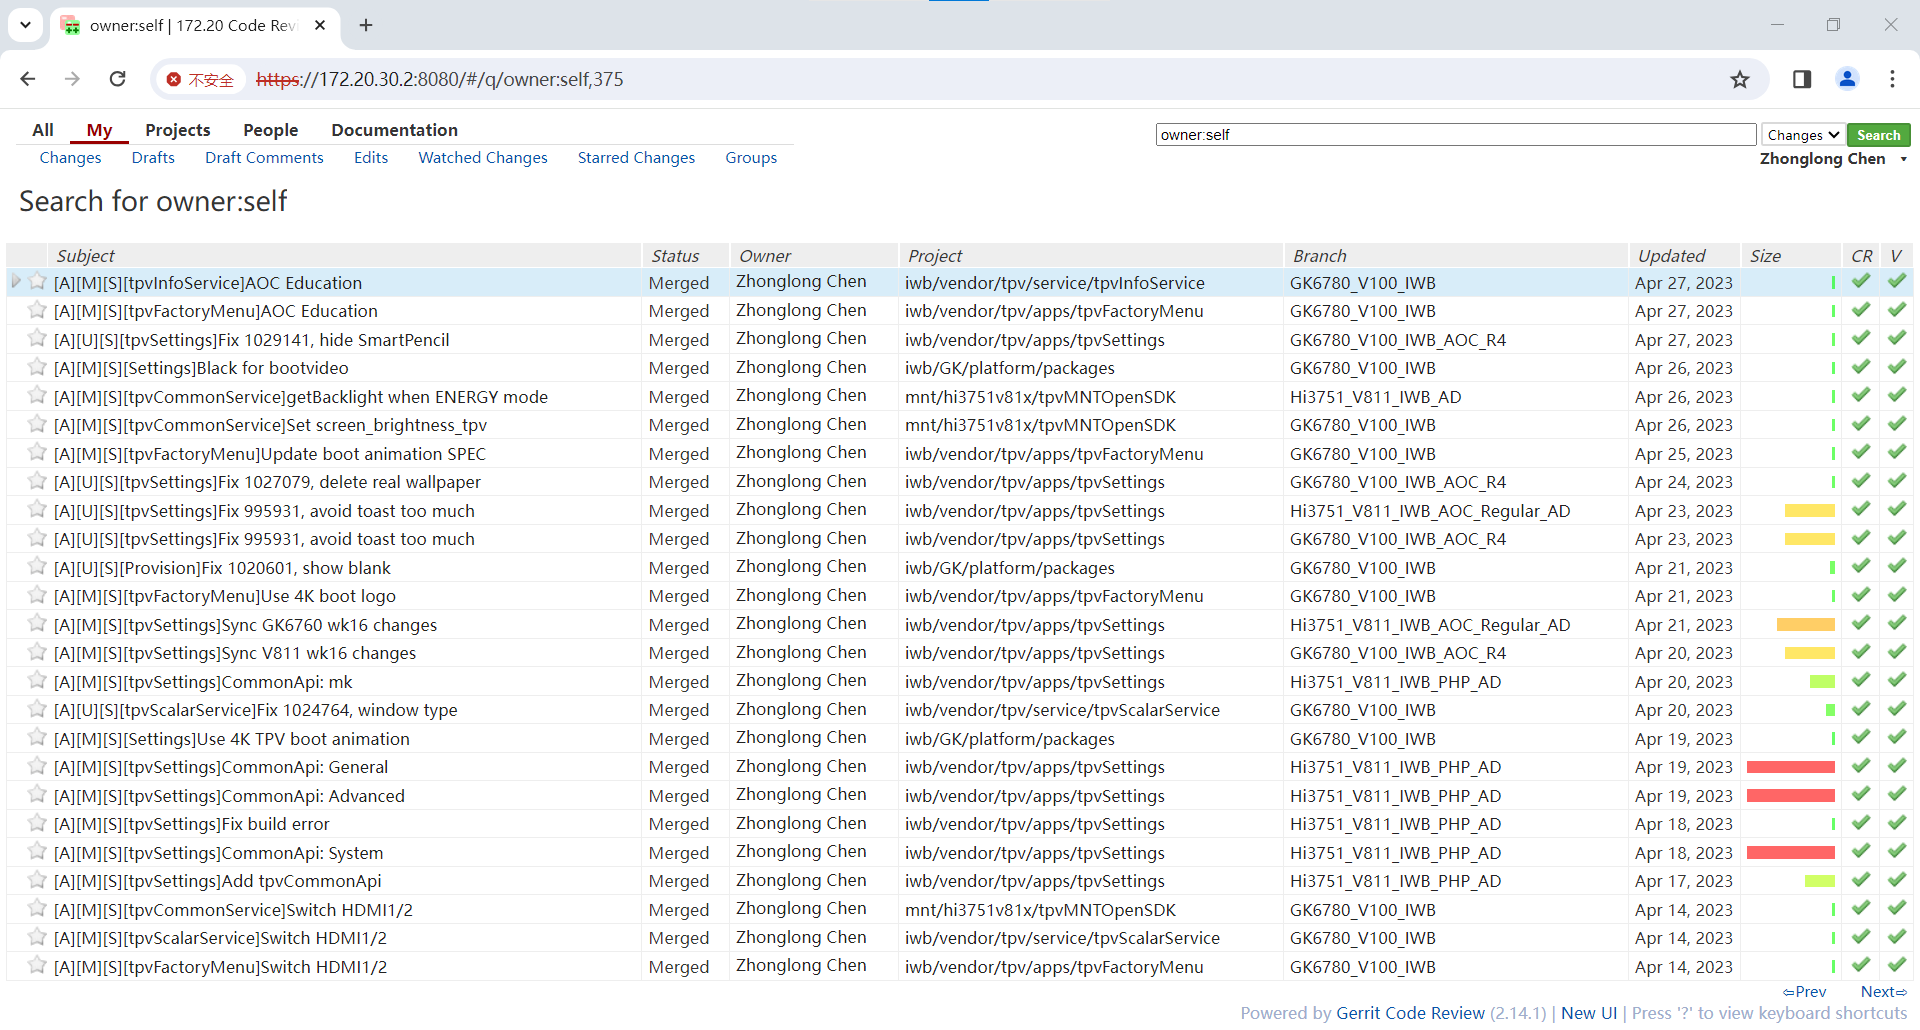 owner:self | 172.20 Code Revi
不安全 https://172.20.30.2:8080/#/q/owner:self,375
All My Projects People Documentation
owner:self Changes Search
Changes Drafts Draft Comments Edits Watched Changes Starred Changes Groups
Zhonglong Chen
Search for owner:self
Subject Status Owner Project Branch Updated Size CR V
[A][M][S][tpvInfoService]AOC Education Merged Zhonglong Chen iwb/vendor/tpv/service/tpvInfoService GK6780_V100_IWB Apr 27, 2023
[A][M][S][tpvFactoryMenu]AOC Education Merged Zhonglong Chen iwb/vendor/tpv/apps/tpvFactoryMenu GK6780_V100_IWB Apr 27, 2023
[A][U][S][tpvSettings]Fix 1029141, hide SmartPencil Merged Zhonglong Chen iwb/vendor/tpv/apps/tpvSettings GK6780_V100_IWB_AOC_R4 Apr 27, 2023
[A][M][S][Settings]Black for bootvideo Merged Zhonglong Chen iwb/GK/platform/packages GK6780_V100_IWB Apr 26, 2023
[A][M][S][tpvCommonService]getBacklight when ENERGY mode Merged Zhonglong Chen mnt/hi3751v81x/tpvMNTOpenSDK Hi3751_V811_IWB_AD Apr 26, 2023
[A][M][S][tpvCommonService]Set screen_brightness_tpv Merged Zhonglong Chen mnt/hi3751v81x/tpvMNTOpenSDK GK6780_V100_IWB Apr 26, 2023
[A][M][S][tpvFactoryMenu]Update boot animation SPEC Merged Zhonglong Chen iwb/vendor/tpv/apps/tpvFactoryMenu GK6780_V100_IWB Apr 25, 2023
[A][U][S][tpvSettings]Fix 1027079, delete real wallpaper Merged Zhonglong Chen iwb/vendor/tpv/apps/tpvSettings GK6780_V100_IWB_AOC_R4 Apr 24, 2023
[A][U][S][tpvSettings]Fix 995931, avoid toast too much Merged Zhonglong Chen iwb/vendor/tpv/apps/tpvSettings Hi3751_V811_IWB_AOC_Regular_AD Apr 23, 2023
[A][U][S][tpvSettings]Fix 995931, avoid toast too much Merged Zhonglong Chen iwb/vendor/tpv/apps/tpvSettings GK6780_V100_IWB_AOC_R4 Apr 23, 2023
[A][U][S][Provision]Fix 1020601, show blank Merged Zhonglong Chen iwb/GK/platform/packages GK6780_V100_IWB Apr 21, 2023
[A][M][S][tpvFactoryMenu]Use 4K boot logo Merged Zhonglong Chen iwb/vendor/tpv/apps/tpvFactoryMenu GK6780_V100_IWB Apr 21, 2023
[A][M][S][tpvSettings]Sync GK6760 wk16 changes Merged Zhonglong Chen iwb/vendor/tpv/apps/tpvSettings Hi3751_V811_IWB_AOC_Regular_AD Apr 21, 2023
[A][M][S][tpvSettings]Sync V811 wk16 changes Merged Zhonglong Chen iwb/vendor/tpv/apps/tpvSettings GK6780_V100_IWB_AOC_R4 Apr 20, 2023
[A][M][S][tpvSettings]CommonApi: mk Merged Zhonglong Chen iwb/vendor/tpv/apps/tpvSettings Hi3751_V811_IWB_PHP_AD Apr 20, 2023
[A][U][S][tpvScalarService]Fix 1024764, window type Merged Zhonglong Chen iwb/vendor/tpv/service/tpvScalarService GK6780_V100_IWB Apr 20, 2023
[A][M][S][Settings]Use 4K TPV boot animation Merged Zhonglong Chen iwb/GK/platform/packages GK6780_V100_IWB Apr 19, 2023
[A][M][S][tpvSettings]CommonApi: General Merged Zhonglong Chen iwb/vendor/tpv/apps/tpvSettings Hi3751_V811_IWB_PHP_AD Apr 19, 2023
[A][M][S][tpvSettings]CommonApi: Advanced Merged Zhonglong Chen iwb/vendor/tpv/apps/tpvSettings Hi3751_V811_IWB_PHP_AD Apr 19, 2023
[A][M][S][tpvSettings]Fix build error Merged Zhonglong Chen iwb/vendor/tpv/apps/tpvSettings Hi3751_V811_IWB_PHP_AD Apr 18, 2023
[A][M][S][tpvSettings]CommonApi: System Merged Zhonglong Chen iwb/vendor/tpv/apps/tpvSettings Hi3751_V811_IWB_PHP_AD Apr 18, 2023
[A][M][S][tpvSettings]Add tpvCommonApi Merged Zhonglong Chen iwb/vendor/tpv/apps/tpvSettings Hi3751_V811_IWB_PHP_AD Apr 17, 2023
[A][M][S][tpvCommonService]Switch HDMI1/2 Merged Zhonglong Chen mnt/hi3751v81x/tpvMNTOpenSDK GK6780_V100_IWB Apr 14, 2023
[A][M][S][tpvScalarService]Switch HDMI1/2 Merged Zhonglong Chen iwb/vendor/tpv/service/tpvScalarService GK6780_V100_IWB Apr 14, 2023
[A][M][S][tpvFactoryMenu]Switch HDMI1/2 Merged Zhonglong Chen iwb/vendor/tpv/apps/tpvFactoryMenu GK6780_V100_IWB Apr 14, 2023
⇦Prev Next⇨
Powered by Gerrit Code Review (2.14.1) | New UI | Press '?' to view keyboard shortcuts